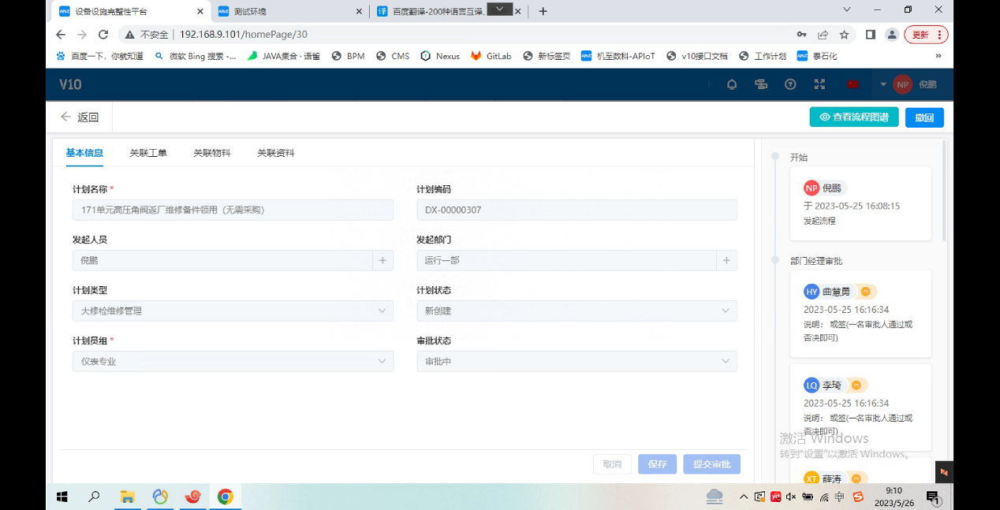 设备设施完整性平台
测试环境
百度翻译-200种语言互译、
不安全 192.168.9.101/homePage/30
更新
百度一下，你就知道 微软 Bing 搜索 -... JAVA集合 · 语雀 BPM CMS Nexus GitLab 新标签页 机至数科-APIoT v10接口文档 工作计划 泰石化 »
V10 NP 倪鹏
返回 查看流程图谱 撤回
基本信息 关联工单 关联物料 关联资料
计划名称 * 计划编码
171单元高压角阀返厂维修备件领用（无需采购） DX-00000307
发起人员 发起部门
倪鹏 运行一部
计划类型 计划状态
大修检维修管理 新创建
计划员组 * 审批状态
仪表专业 审批中
取消 保存 提交审批
开始
NP 倪鹏
于 2023-05-25 16:08:15
发起流程
部门经理审批
HY 曲慧勇
2023-05-25 16:16:34
说明： 或签(一名审批人通过或
否决即可)
LQ 李琦
2023-05-25 16:16:34
说明： 或签(一名审批人通过或
否决即可)
激活 Windows
转到"设置"以激活 Windows。
XT 薛涛
中
9:10
2023/5/26
1